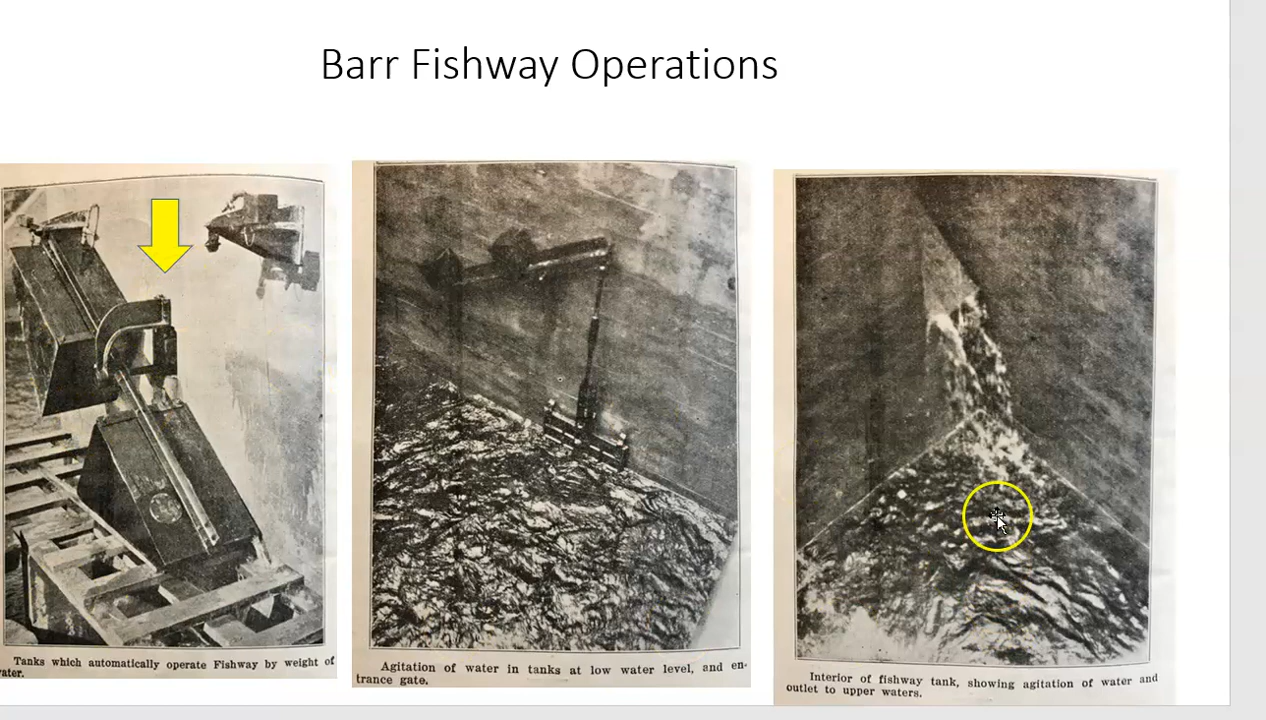 Barr Fishway Operations
Tanks which automatically operate Fishway by weight of
ater.
Agitation of water in tanks at low water level, and en-
trance gate.
Interior of fishway tank, showing agitation of water and
outlet to upper waters.